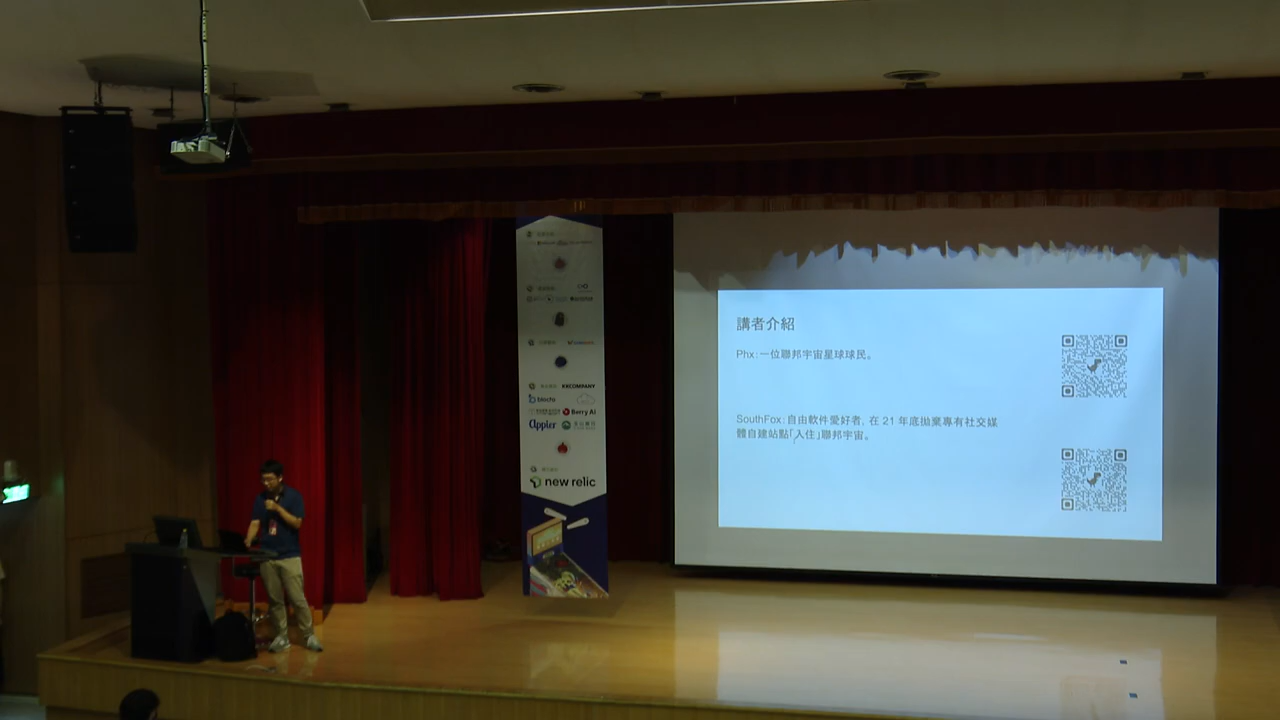 KKCOMPANY
blocto
Berry AI
Appier
new relic
講者介紹
Phx：一位聯邦宇宙星球球民。
SouthFox：自由軟件愛好者，在 21 年底拋棄專有社交媒
體自建站點「入住」聯邦宇宙。